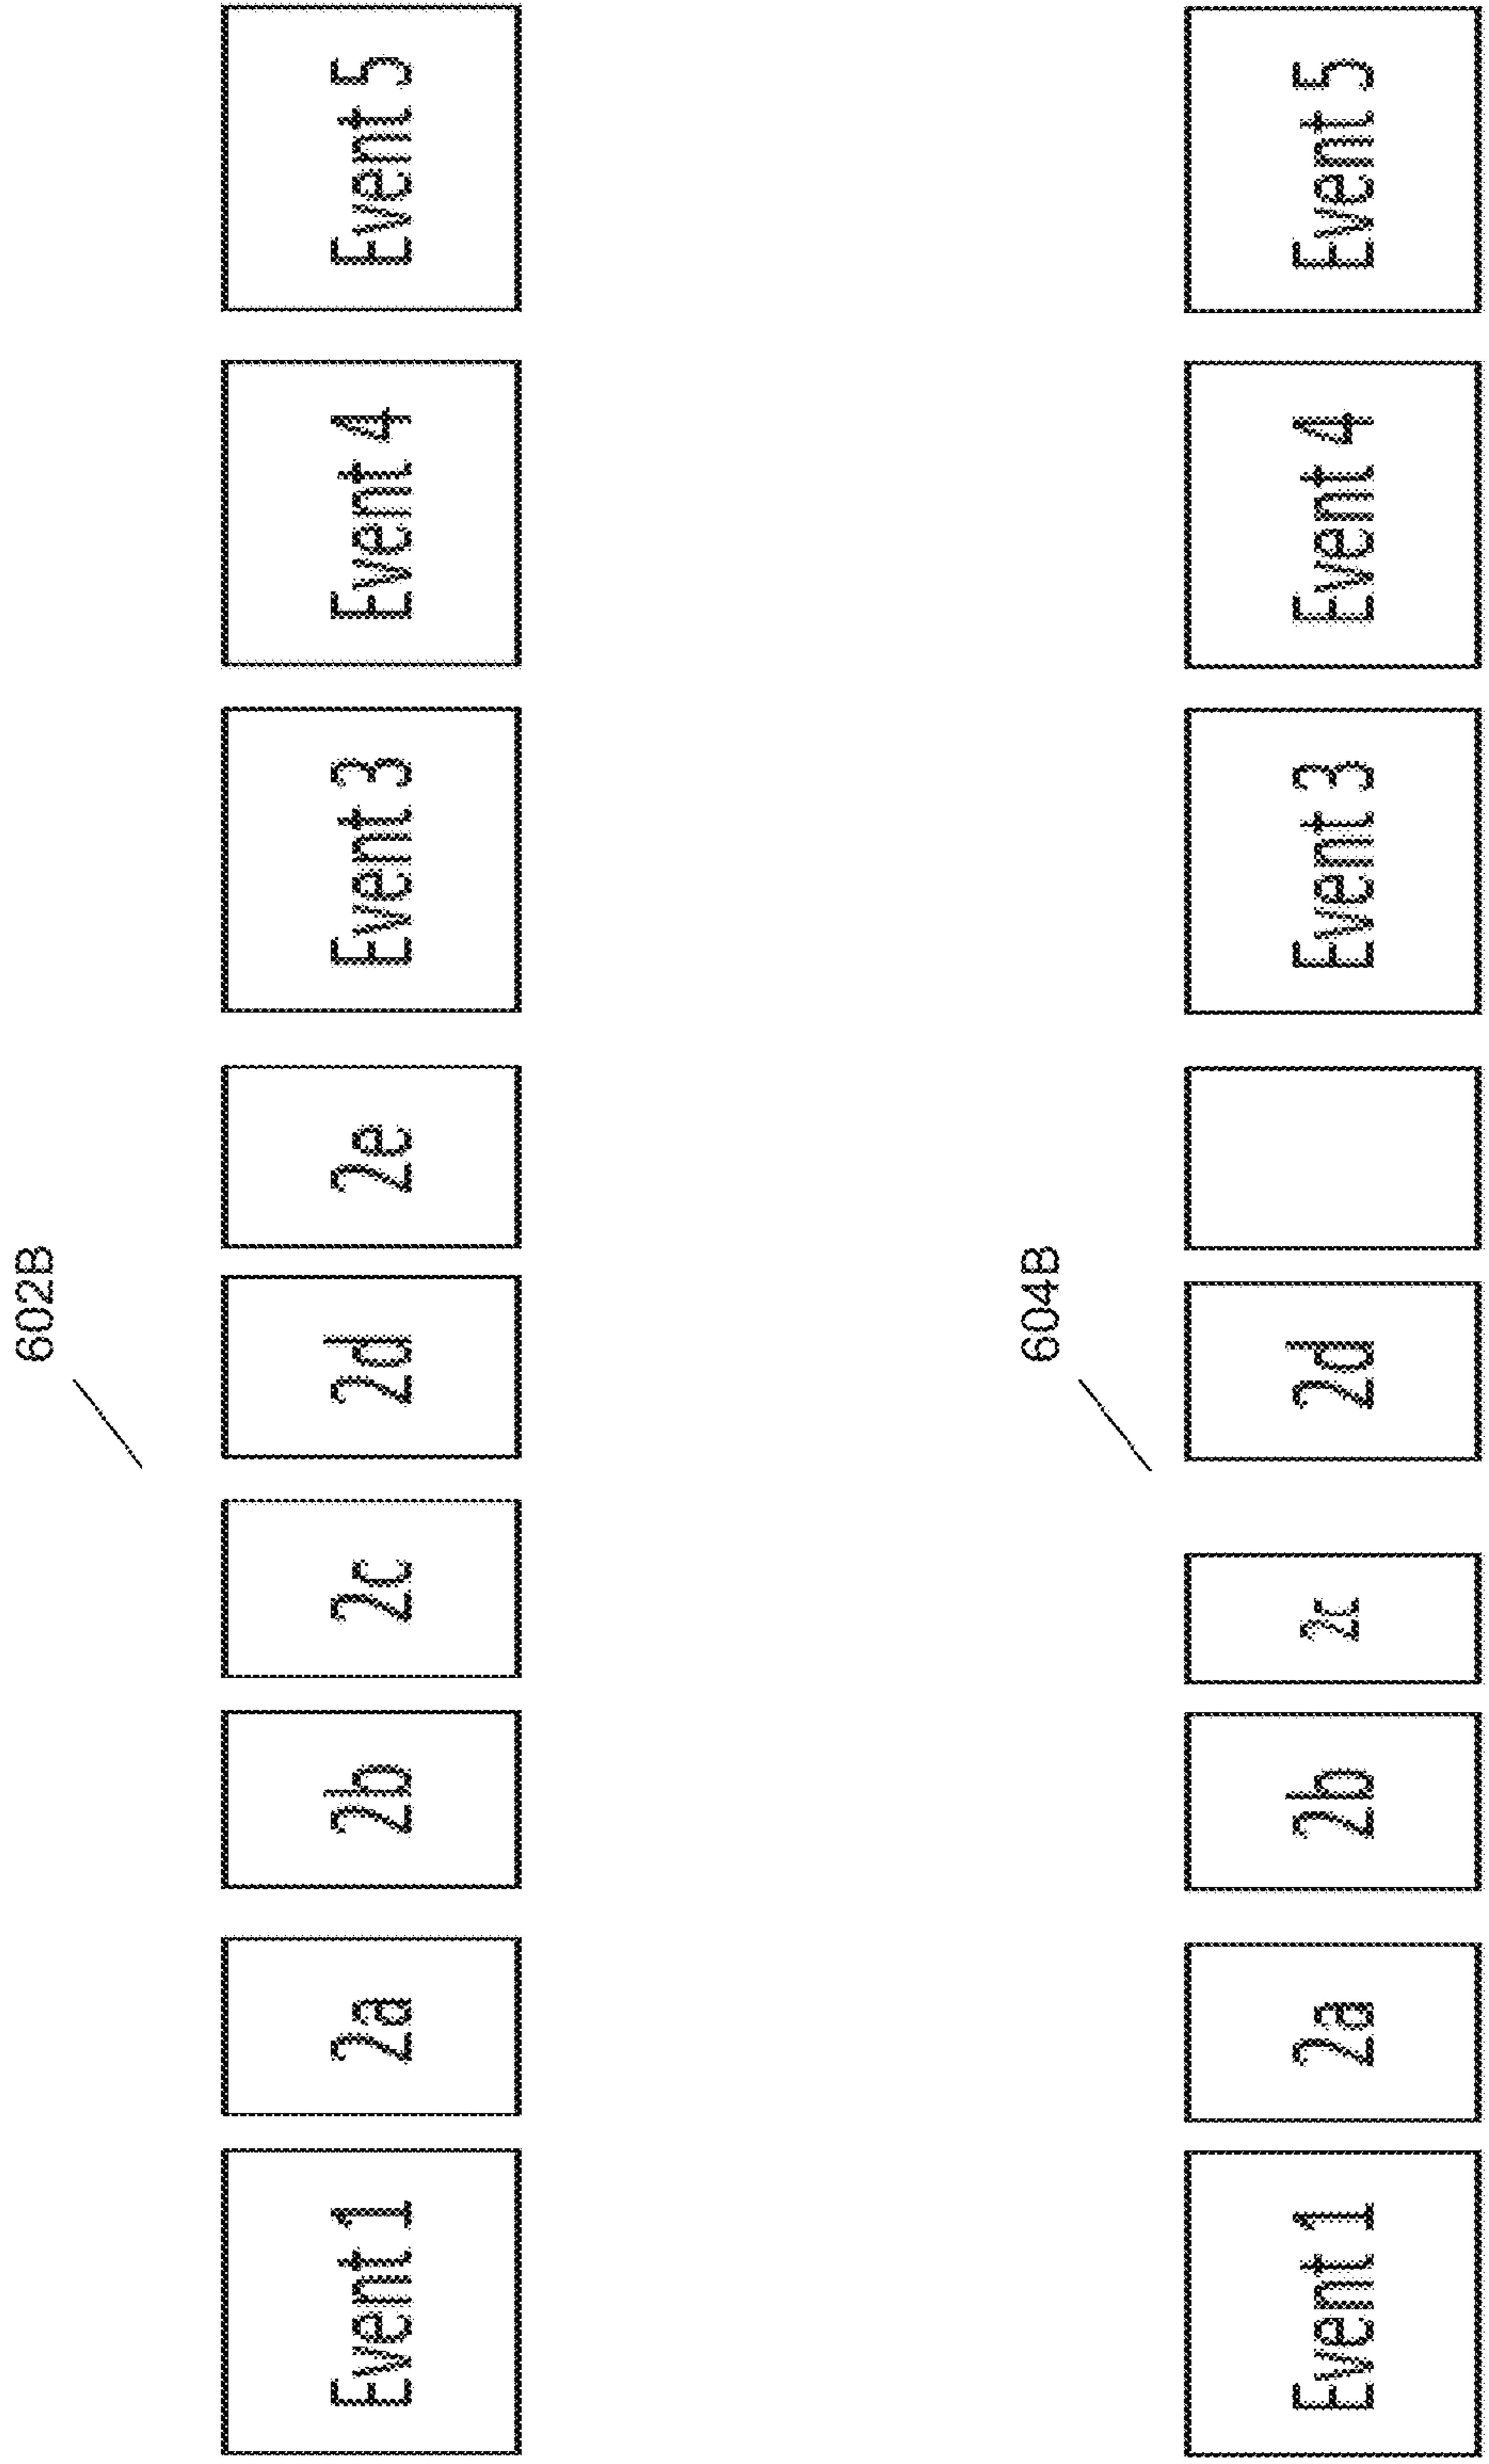 602B
Event 1
2a
2b
2c
2d
2e
Event 3
Event 4
Event 5
604B
Event 1
2a
2b
2c
2d
Event 3
Event 4
Event 5